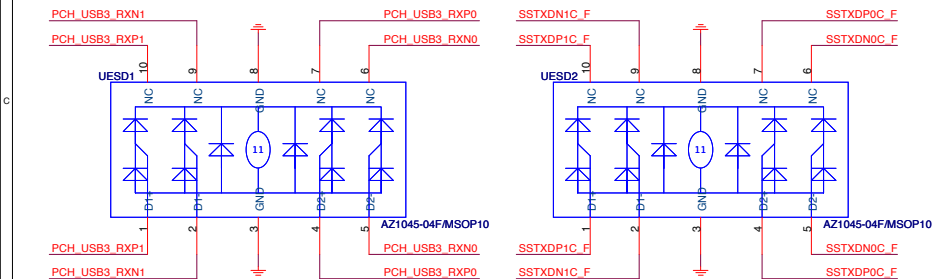 PCH_USB3_RXN1 PCH_USB3_RXP0 SSTXDN1C_F SSTXDP0C_F
PCH_USB3_RXP1 PCH_USB3_RXN0 SSTXDP1C_F SSTXDN0C_F
10 9 8 7 6 10 9 8 7 6
UESD1 UESD2
NC NC GND NC NC NC NC GND NC NC
C
11 11
D1+ D1- GND D2+ D2- D1+ D1- GND D2+ D2-
AZ1045-04F/MSOP10 AZ1045-04F/MSOP10
1 2 3 4 5 1 2 3 4 5
PCH_USB3_RXP1 PCH_USB3_RXN0 SSTXDP1C_F SSTXDN0C_F
PCH_USB3_RXN1 PCH_USB3_RXP0 SSTXDN1C_F SSTXDP0C_F